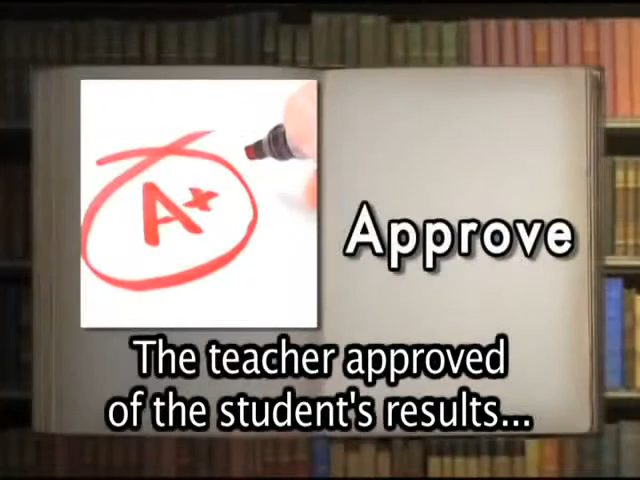 A+
Approve
The teacher approved
of the student's results...